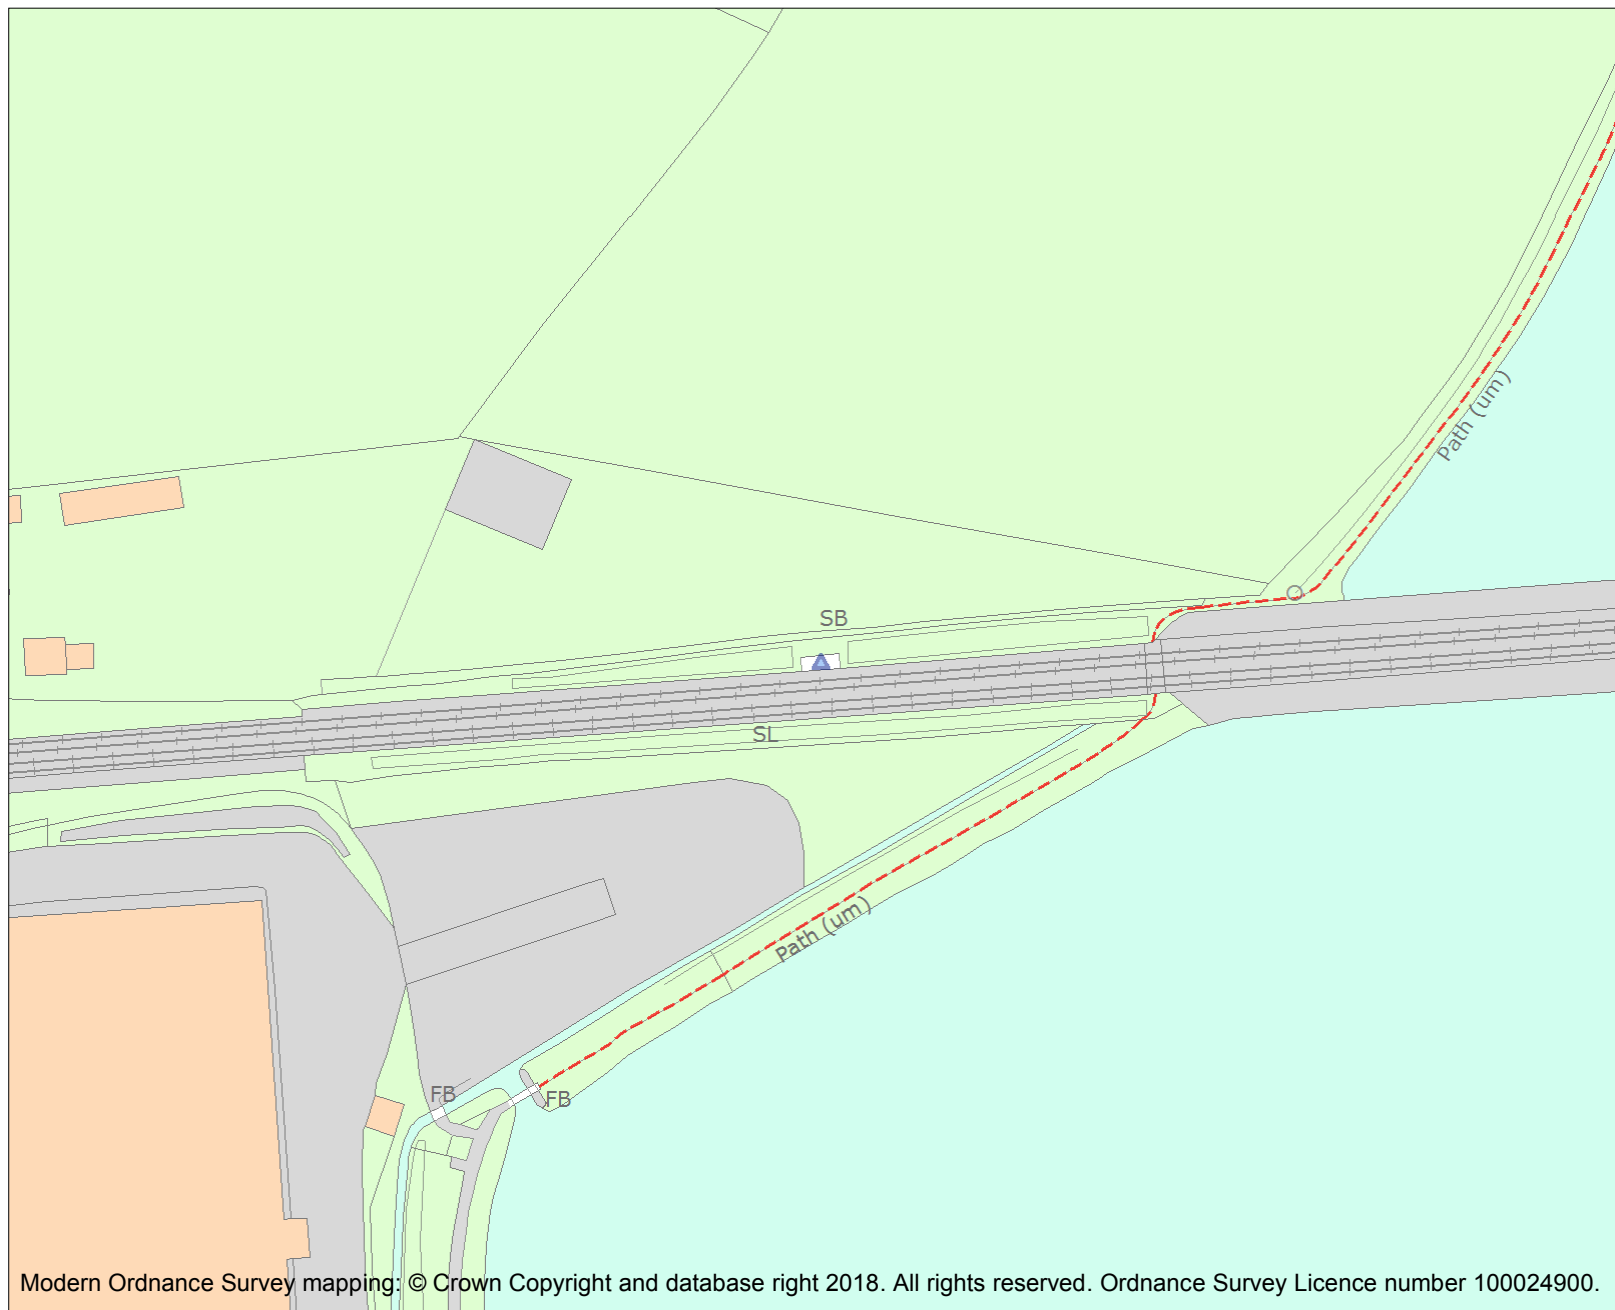 Path (um)
SB
SL
Path (um)
FB
FB
Modern Ordnance Survey mapping: © Crown Copyright and database right 2018. All rights reserved. Ordnance Survey Licence number 100024900.